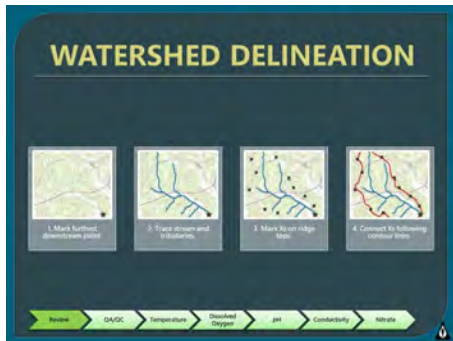 WATERSHED DELINEATION
1. Mark furthest
downstream point
2. Trace stream and
tributaries.
3. Mark Xs on ridge
tops.
4. Connect Xs following
contour lines
Review
QA/QC
Temperature
Dissolved
Oxygen
pH
Conductivity
Nitrate